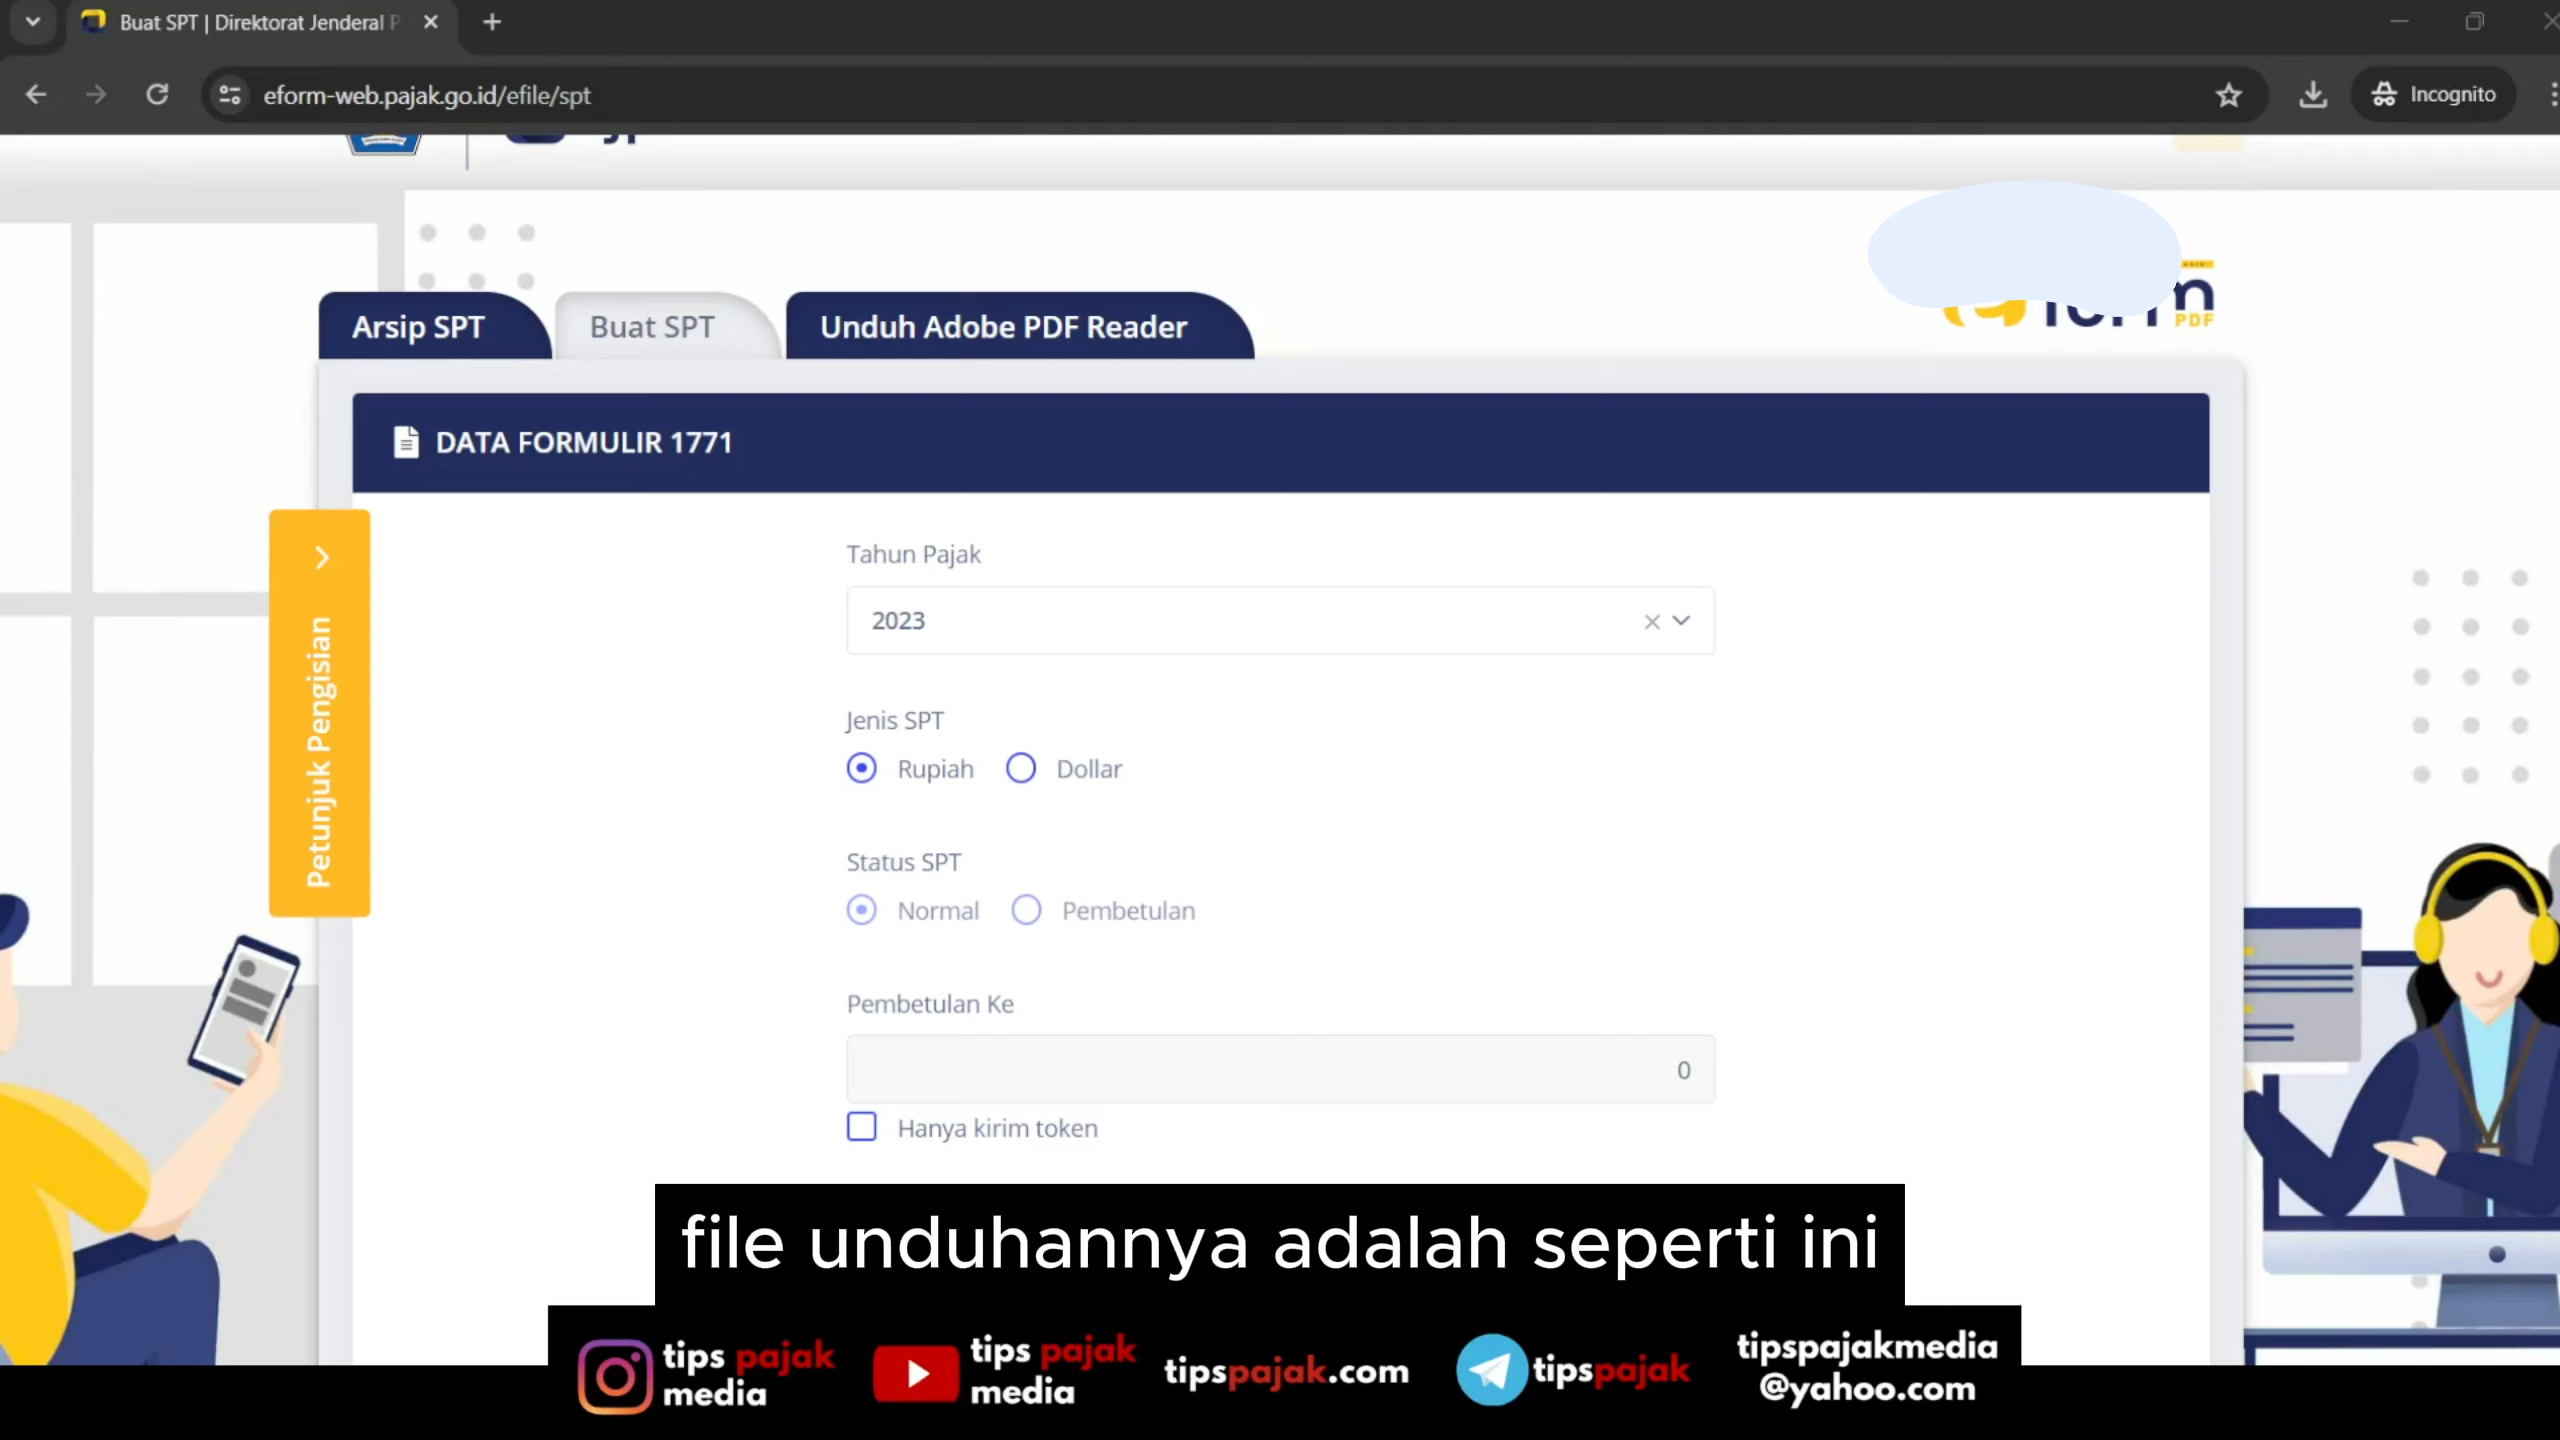 Buat SPT | Direktorat Jenderal P
eform-web.pajak.go.id/efile/spt
Incognito
Arsip SPT
Buat SPT
Unduh Adobe PDF Reader
PDF
DATA FORMULIR 1771
Petunjuk Pengisian
Tahun Pajak
2023
Jenis SPT
Rupiah
Dollar
Status SPT
Normal
Pembetulan
Pembetulan Ke
0
Hanya kirim token
file unduhannya adalah seperti ini
tips pajak
media
tips pajak
media
tipspajak.com
tipspajak
tipspajakmedia
@yahoo.com